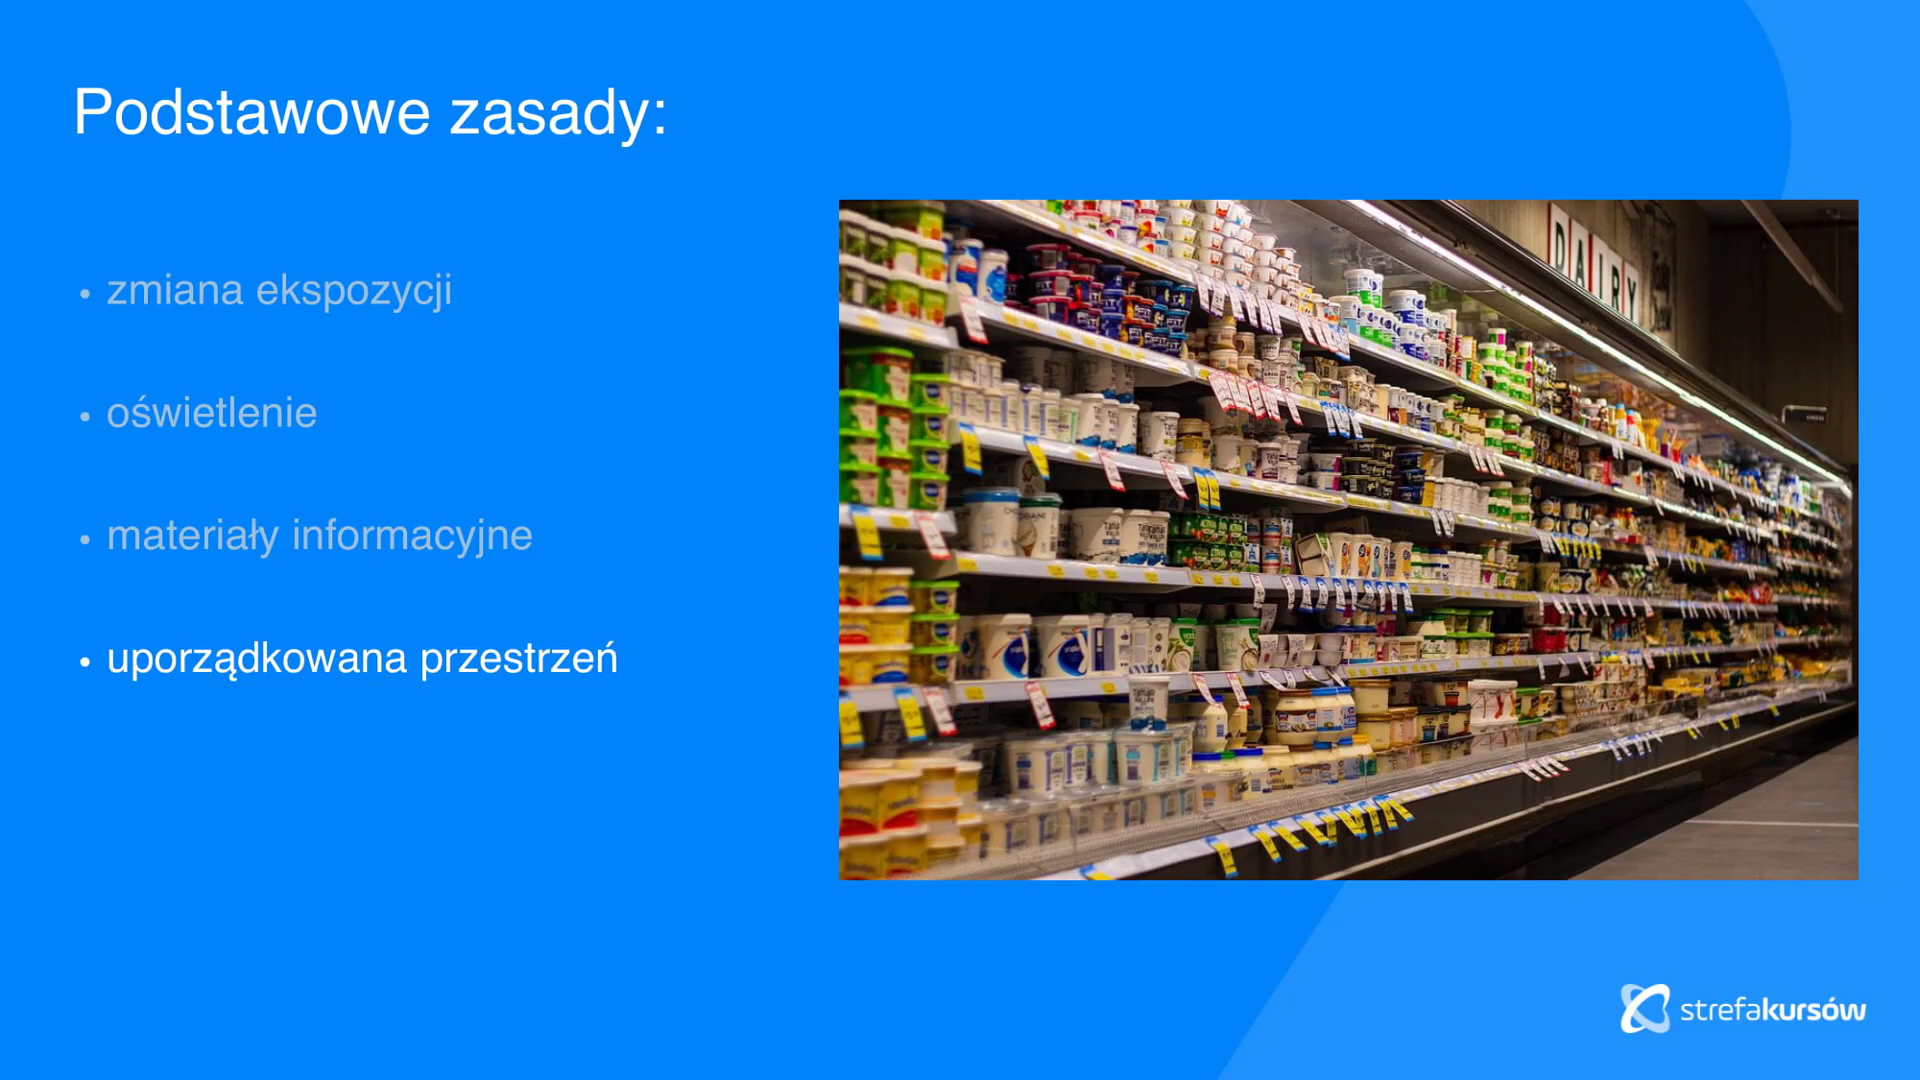 Podstawowe zasady:
• zmiana ekspozycji
• oświetlenie
• materiały informacyjne
• uporządkowana przestrzeń
DAIRY
strefakursów